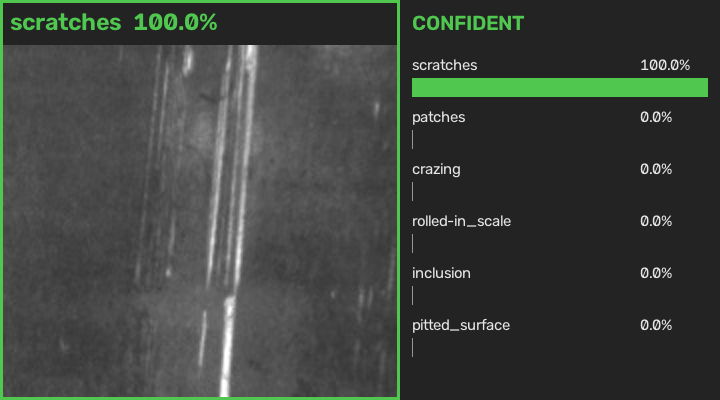 scratches 100.0%
CONFIDENT
scratches 100.0%
patches 0.0%
crazing 0.0%
rolled-in_scale 0.0%
inclusion 0.0%
pitted_surface 0.0%